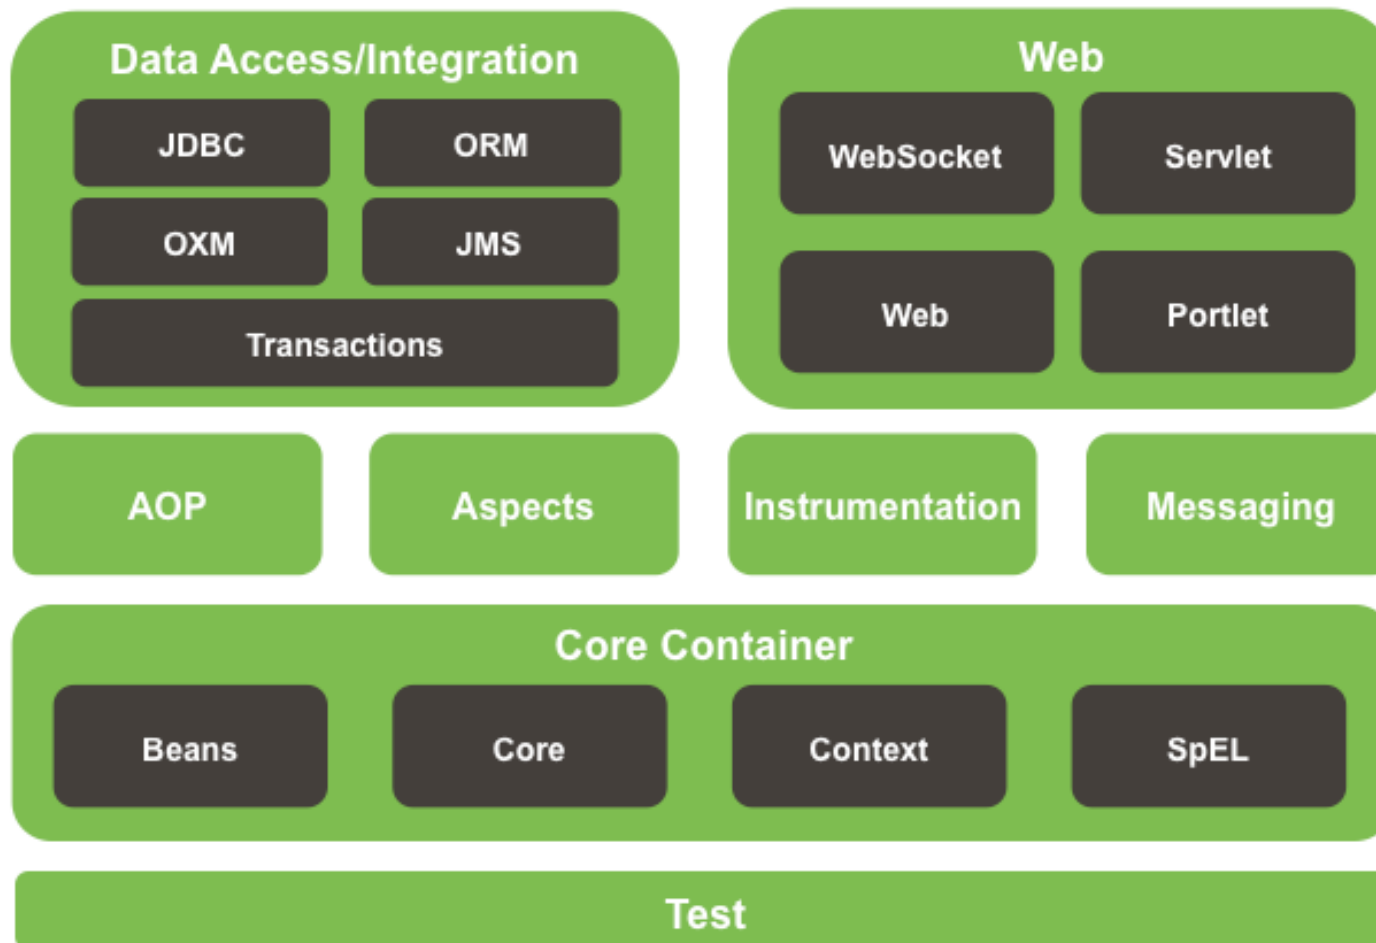 Data Access/Integration
JDBC
ORM
OXM
JMS
Transactions
Web
WebSocket
Servlet
Web
Portlet
AOP
Aspects
Instrumentation
Messaging
Core Container
Beans
Core
Context
SpEL
Test